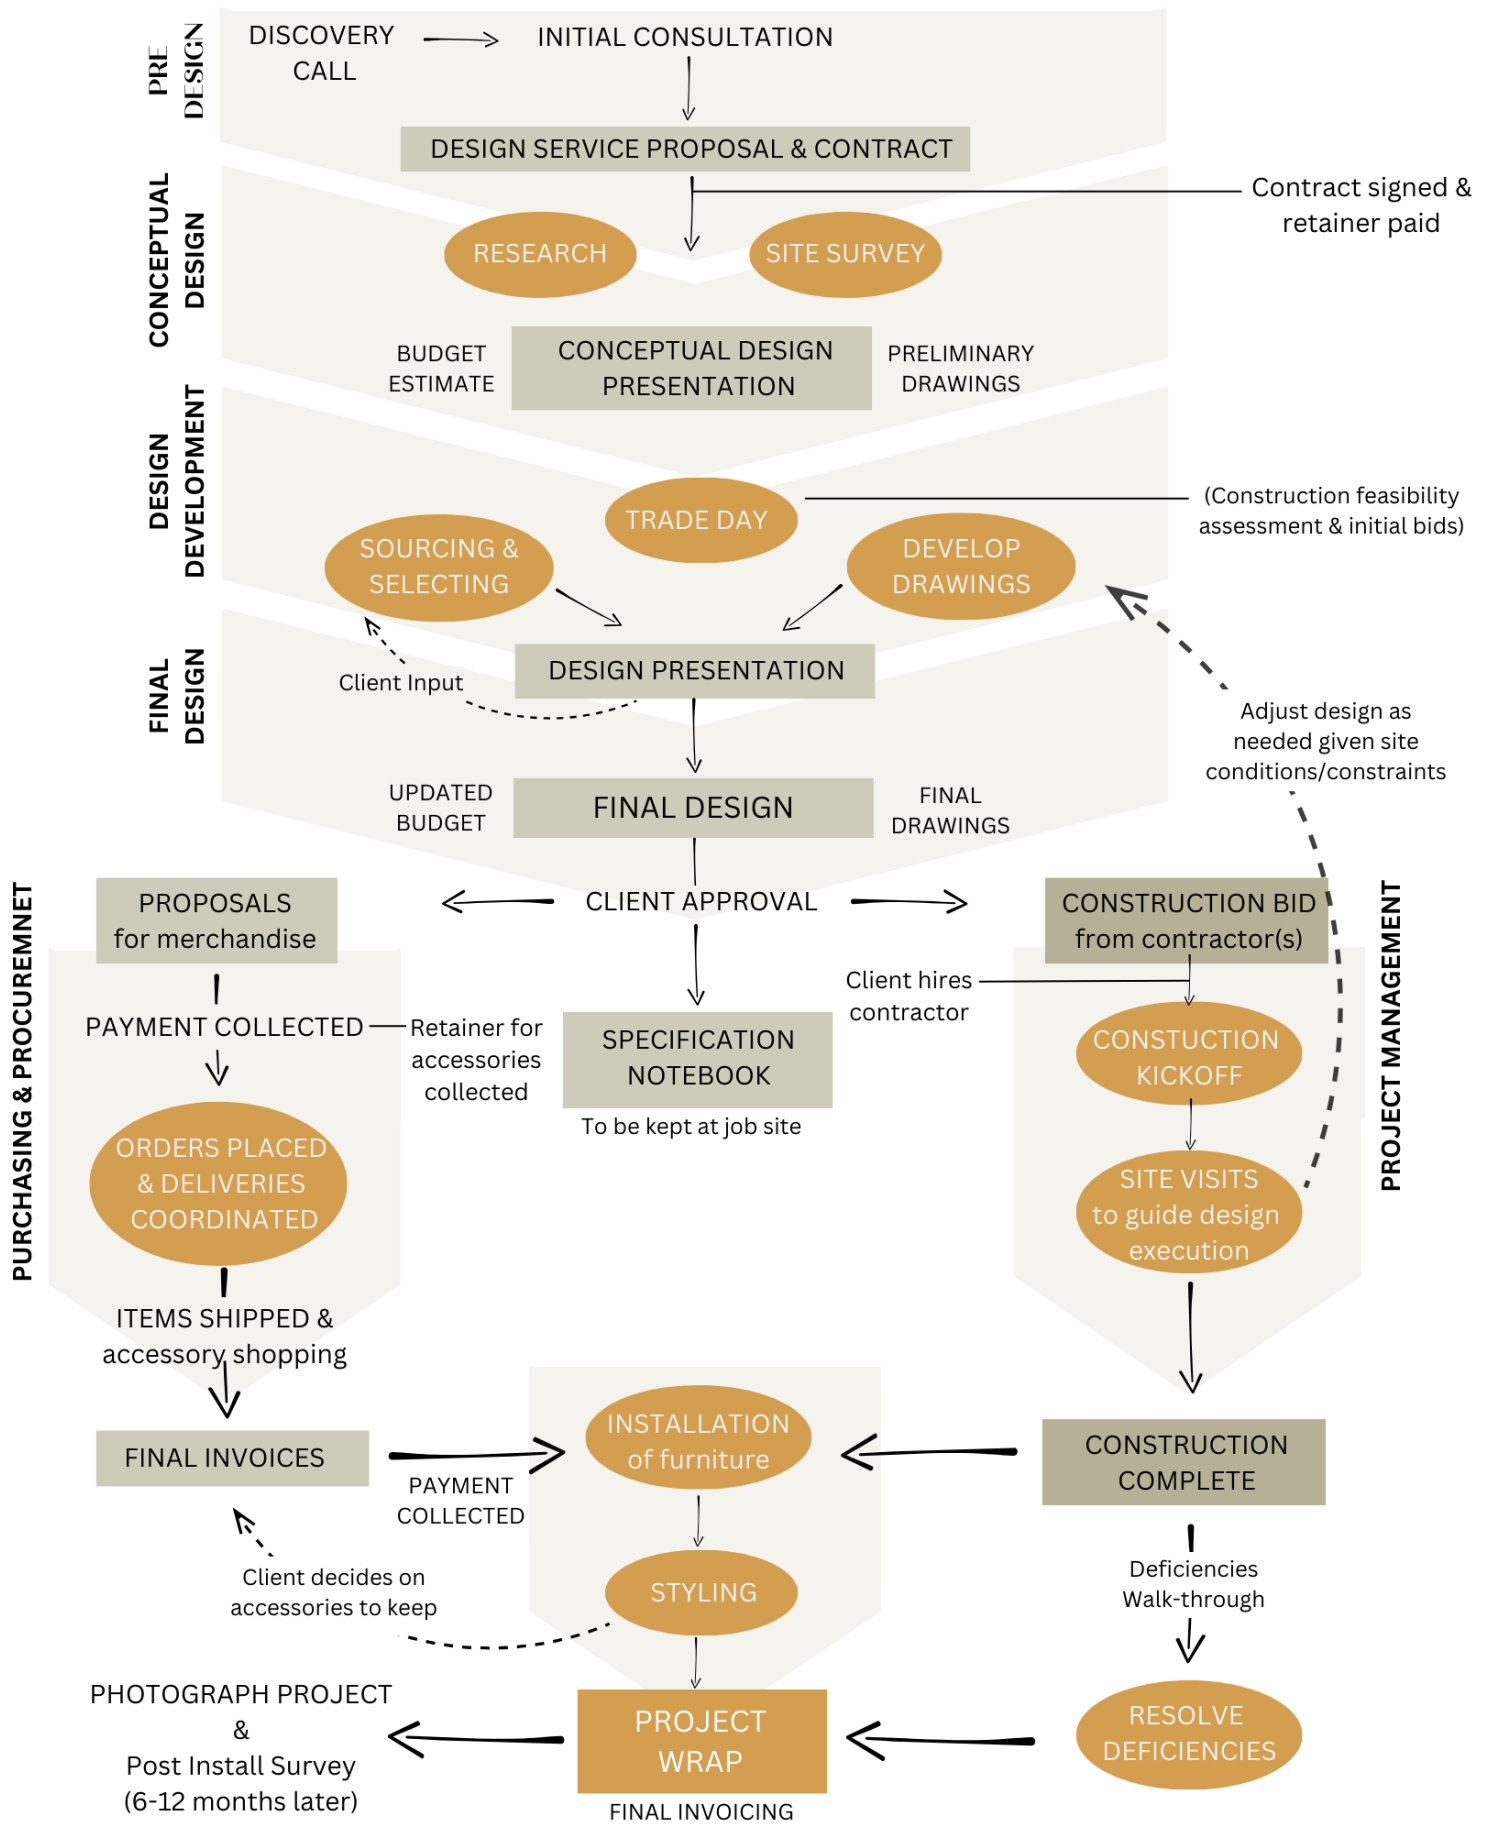 PRE
DESIGN
DISCOVERY
CALL
INITIAL CONSULTATION
DESIGN SERVICE PROPOSAL & CONTRACT
Contract signed &
retainer paid
CONCEPTUAL
DESIGN
RESEARCH
SITE SURVEY
BUDGET
ESTIMATE
CONCEPTUAL DESIGN
PRESENTATION
PRELIMINARY
DRAWINGS
DESIGN
DEVELOPMENT
TRADE DAY
(Construction feasibility
assessment & initial bids)
SOURCING &
SELECTING
DEVELOP
DRAWINGS
Client Input
DESIGN PRESENTATION
FINAL
DESIGN
Adjust design as
needed given site
conditions/constraints
UPDATED
BUDGET
FINAL DESIGN
FINAL
DRAWINGS
CLIENT APPROVAL
PURCHASING & PROCUREMNET
PROPOSALS
for merchandise
PAYMENT COLLECTED
Retainer for
accessories
collected
ORDERS PLACED
& DELIVERIES
COORDINATED
ITEMS SHIPPED &
accessory shopping
SPECIFICATION
NOTEBOOK
To be kept at job site
CONSTRUCTION BID
from contractor(s)
Client hires
contractor
CONSTUCTION
KICKOFF
SITE VISITS
to guide design
execution
PROJECT MANAGEMENT
FINAL INVOICES
PAYMENT
COLLECTED
INSTALLATION
of furniture
CONSTRUCTION
COMPLETE
Client decides on
accessories to keep
STYLING
Deficiencies
Walk-through
PHOTOGRAPH PROJECT
&
Post Install Survey
(6-12 months later)
PROJECT
WRAP
FINAL INVOICING
RESOLVE
DEFICIENCIES